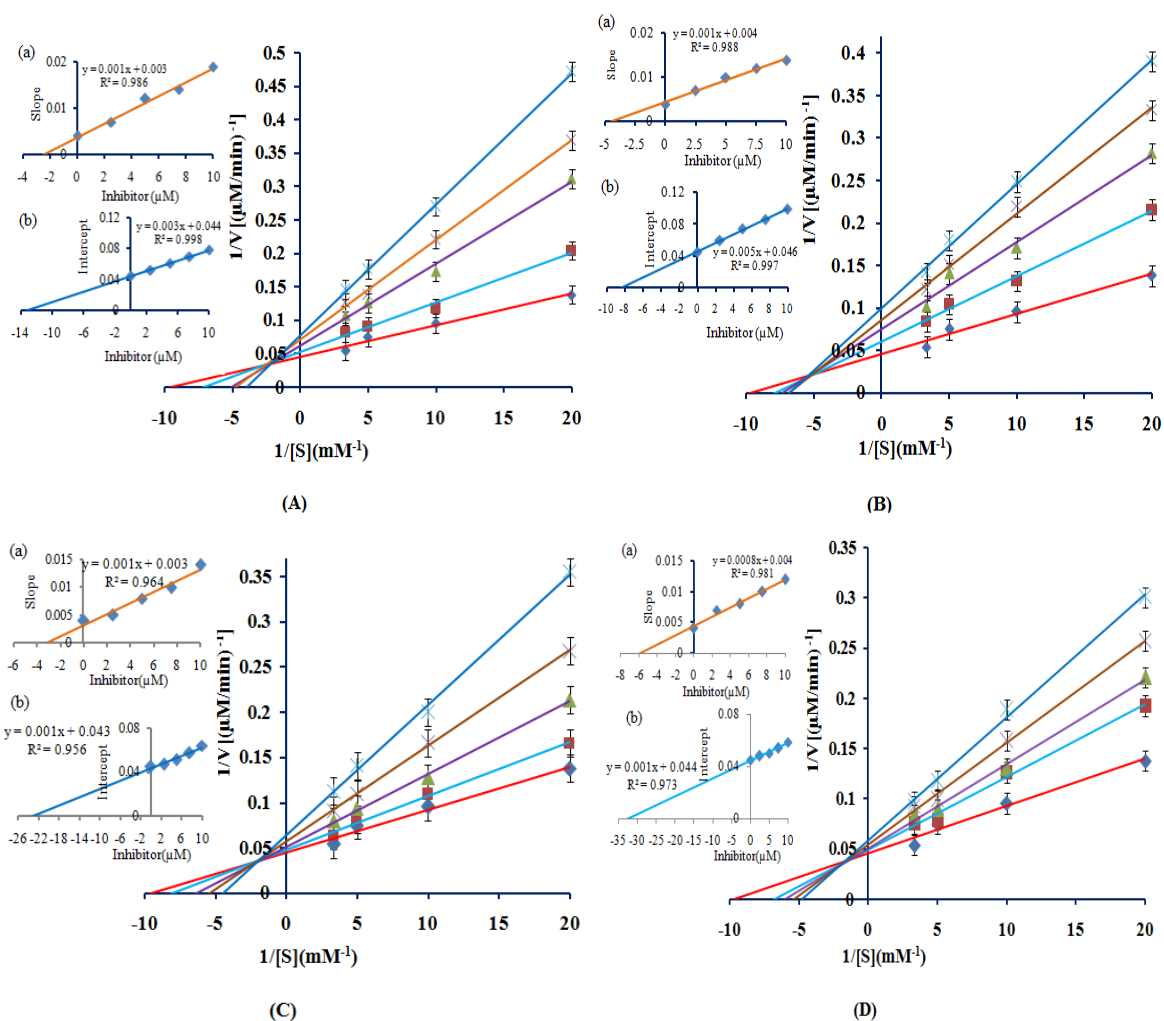 (a)
y = 0.001x + 0.003
R² = 0.986
Slope
0.02
0.01
0
-4 -2 0 2 4 6 8 10
Inhibitor (µM)
(b)
y = 0.003x + 0.044
R² = 0.998
Intercept
0.12
0.08
0.04
0
-14 -10 -6 -2 2 6 10
Inhibitor (µM)
1/V [(µM/min) -1]
0.5
0.45
0.4
0.35
0.3
0.25
0.2
0.15
0.1
0.05
0
-10 -5 0 5 10 15 20
1/[S](mM-1)
(A)
(a)
y = 0.001x + 0.004
R² = 0.988
Slope
0.02
0.01
0
-5 -2.5 0 2.5 5 7.5 10
Inhibitor (µM)
(b)
y = 0.005x + 0.046
R² = 0.997
Intercept
0.12
0.08
0.04
0
-10 -8 -6 -4 -2 0 2 4 6 8 10
Inhibitor (µM)
1/V [(µM/min) -1]
0.4
0.35
0.3
0.25
0.2
0.15
0.1
0.05
0
-10 -5 0 5 10 15 20
1/[S](mM-1)
(B)
(a)
y = 0.001x + 0.003
R² = 0.964
Slope
0.015
0.01
0.005
0
-6 -4 -2 0 2 4 6 8 10
Inhibitor(µM)
(b)
y = 0.001x + 0.043
R² = 0.956
Intercept
0.08
0.04
0
-26 -22 -18 -14 -10 -6 -2 2 6 10
Inhibitor(µM)
1/V [(µM/min) -1]
0.35
0.3
0.25
0.2
0.15
0.1
0.05
0
-10 -5 0 5 10 15 20
1/[S](mM-1)
(C)
(a)
y = 0.0008x + 0.004
R² = 0.981
Slope
0.015
0.01
0.005
0
-8 -6 -4 -2 0 2 4 6 8 10
Inhibitor(µM)
(b)
y = 0.001x + 0.044
R² = 0.973
Intercept
0.08
0.04
0
-35 -30 -25 -20 -15 -10 -5 0 5 10
Inhibitor(µM)
1/V [(µM/min) -1]
0.35
0.3
0.25
0.2
0.15
0.1
0.05
0
-10 -5 0 5 10 15 20
1/[S](mM-1)
(D)